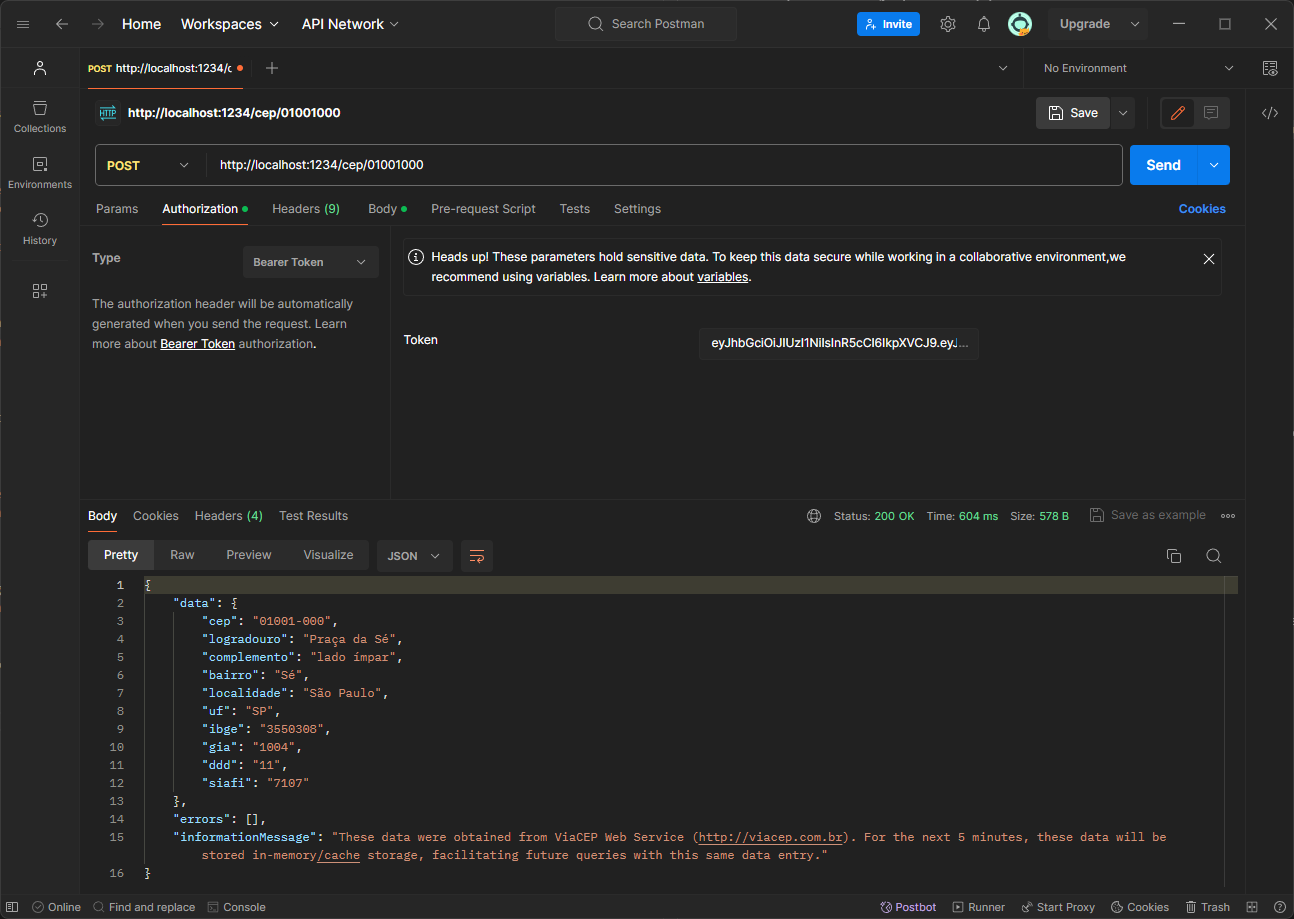 Home Workspaces API Network Search Postman Invite Upgrade
POST http://localhost:1234/c No Environment
HTTP http://localhost:1234/cep/01001000 Save
Collections
POST http://localhost:1234/cep/01001000 Send
Environments
Params Authorization Headers (9) Body Pre-request Script Tests Settings Cookies
History
Type Bearer Token
Heads up! These parameters hold sensitive data. To keep this data secure while working in a collaborative environment,we
recommend using variables. Learn more about variables.
The authorization header will be automatically
generated when you send the request. Learn
more about Bearer Token authorization.
Token eyJhbGciOiJIUzI1NiIsInR5cCI6IkpXVCJ9.eyJ...
Body Cookies Headers (4) Test Results Status: 200 OK Time: 604 ms Size: 578 B Save as example
Pretty Raw Preview Visualize JSON
1 {
2 "data": {
3 "cep": "01001-000",
4 "logradouro": "Praça da Sé",
5 "complemento": "lado ímpar",
6 "bairro": "Sé",
7 "localidade": "São Paulo",
8 "uf": "SP",
9 "ibge": "3550308",
10 "gia": "1004",
11 "ddd": "11",
12 "siafi": "7107"
13 },
14 "errors": [],
15 "informationMessage": "These data were obtained from ViaCEP Web Service (http://viacep.com.br). For the next 5 minutes, these data will be
stored in-memory/cache storage, facilitating future queries with this same data entry."
16 }
Online Find and replace Console Postbot Runner Start Proxy Cookies Trash